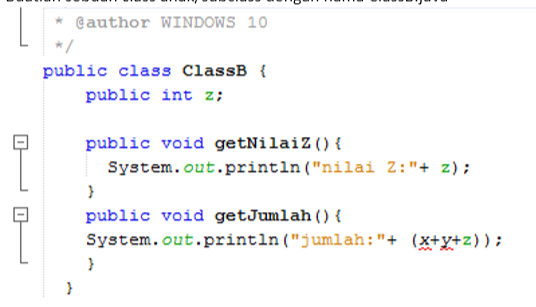 * @author WINDOWS 10
*/
public class ClassB {
public int z;
public void getNilaiZ(){
System.out.println("nilai Z:"+ z);
}
public void getJumlah(){
System.out.println("jumlah:"+ (x+y+z));
}
}